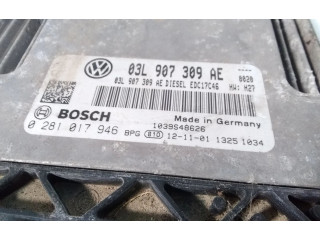 03L 907 309 AE
03L 907 309 AE DIESEL EDC17C46
0020
HW: H27
BOSCH
Made in Germany
1039S48626
0 281 017 946 BPG 81D 12-11-01 1325 1034